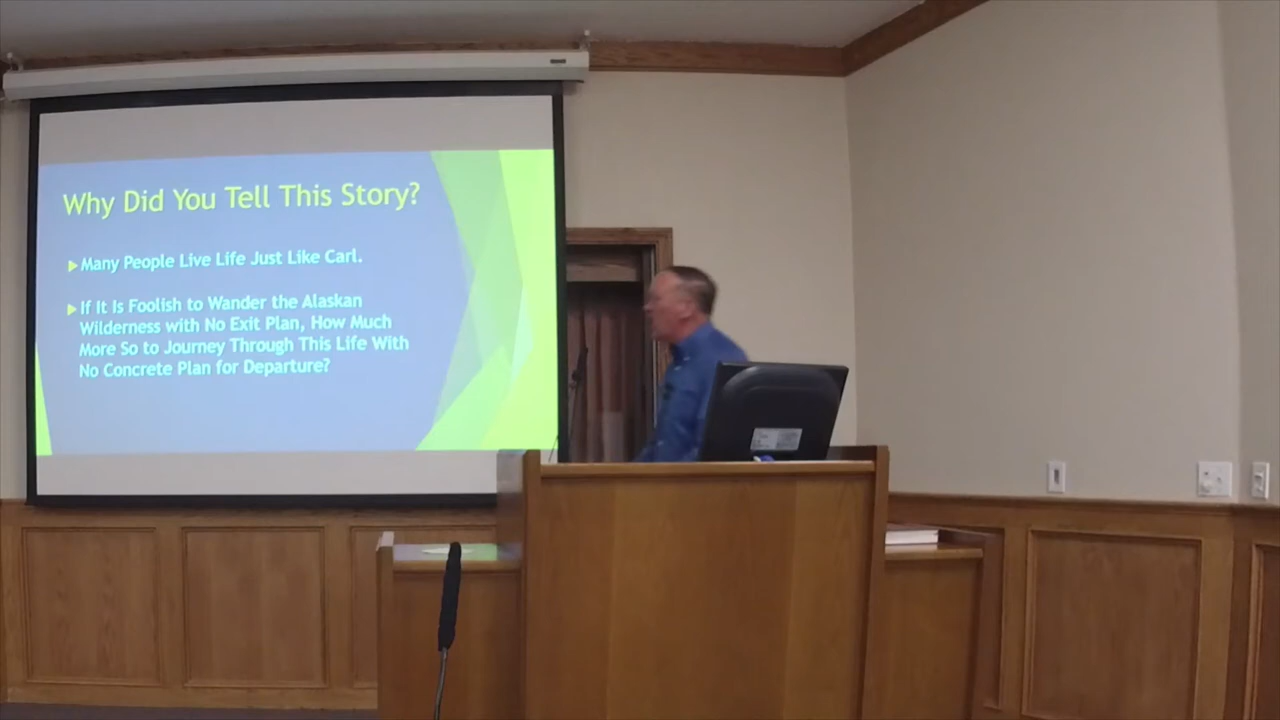 Why Did You Tell This Story?
Many People Live Life Just Like Carl.
If It Is Foolish to Wander the Alaskan
Wilderness with No Exit Plan, How Much
More So to Journey Through This Life With
No Concrete Plan for Departure?